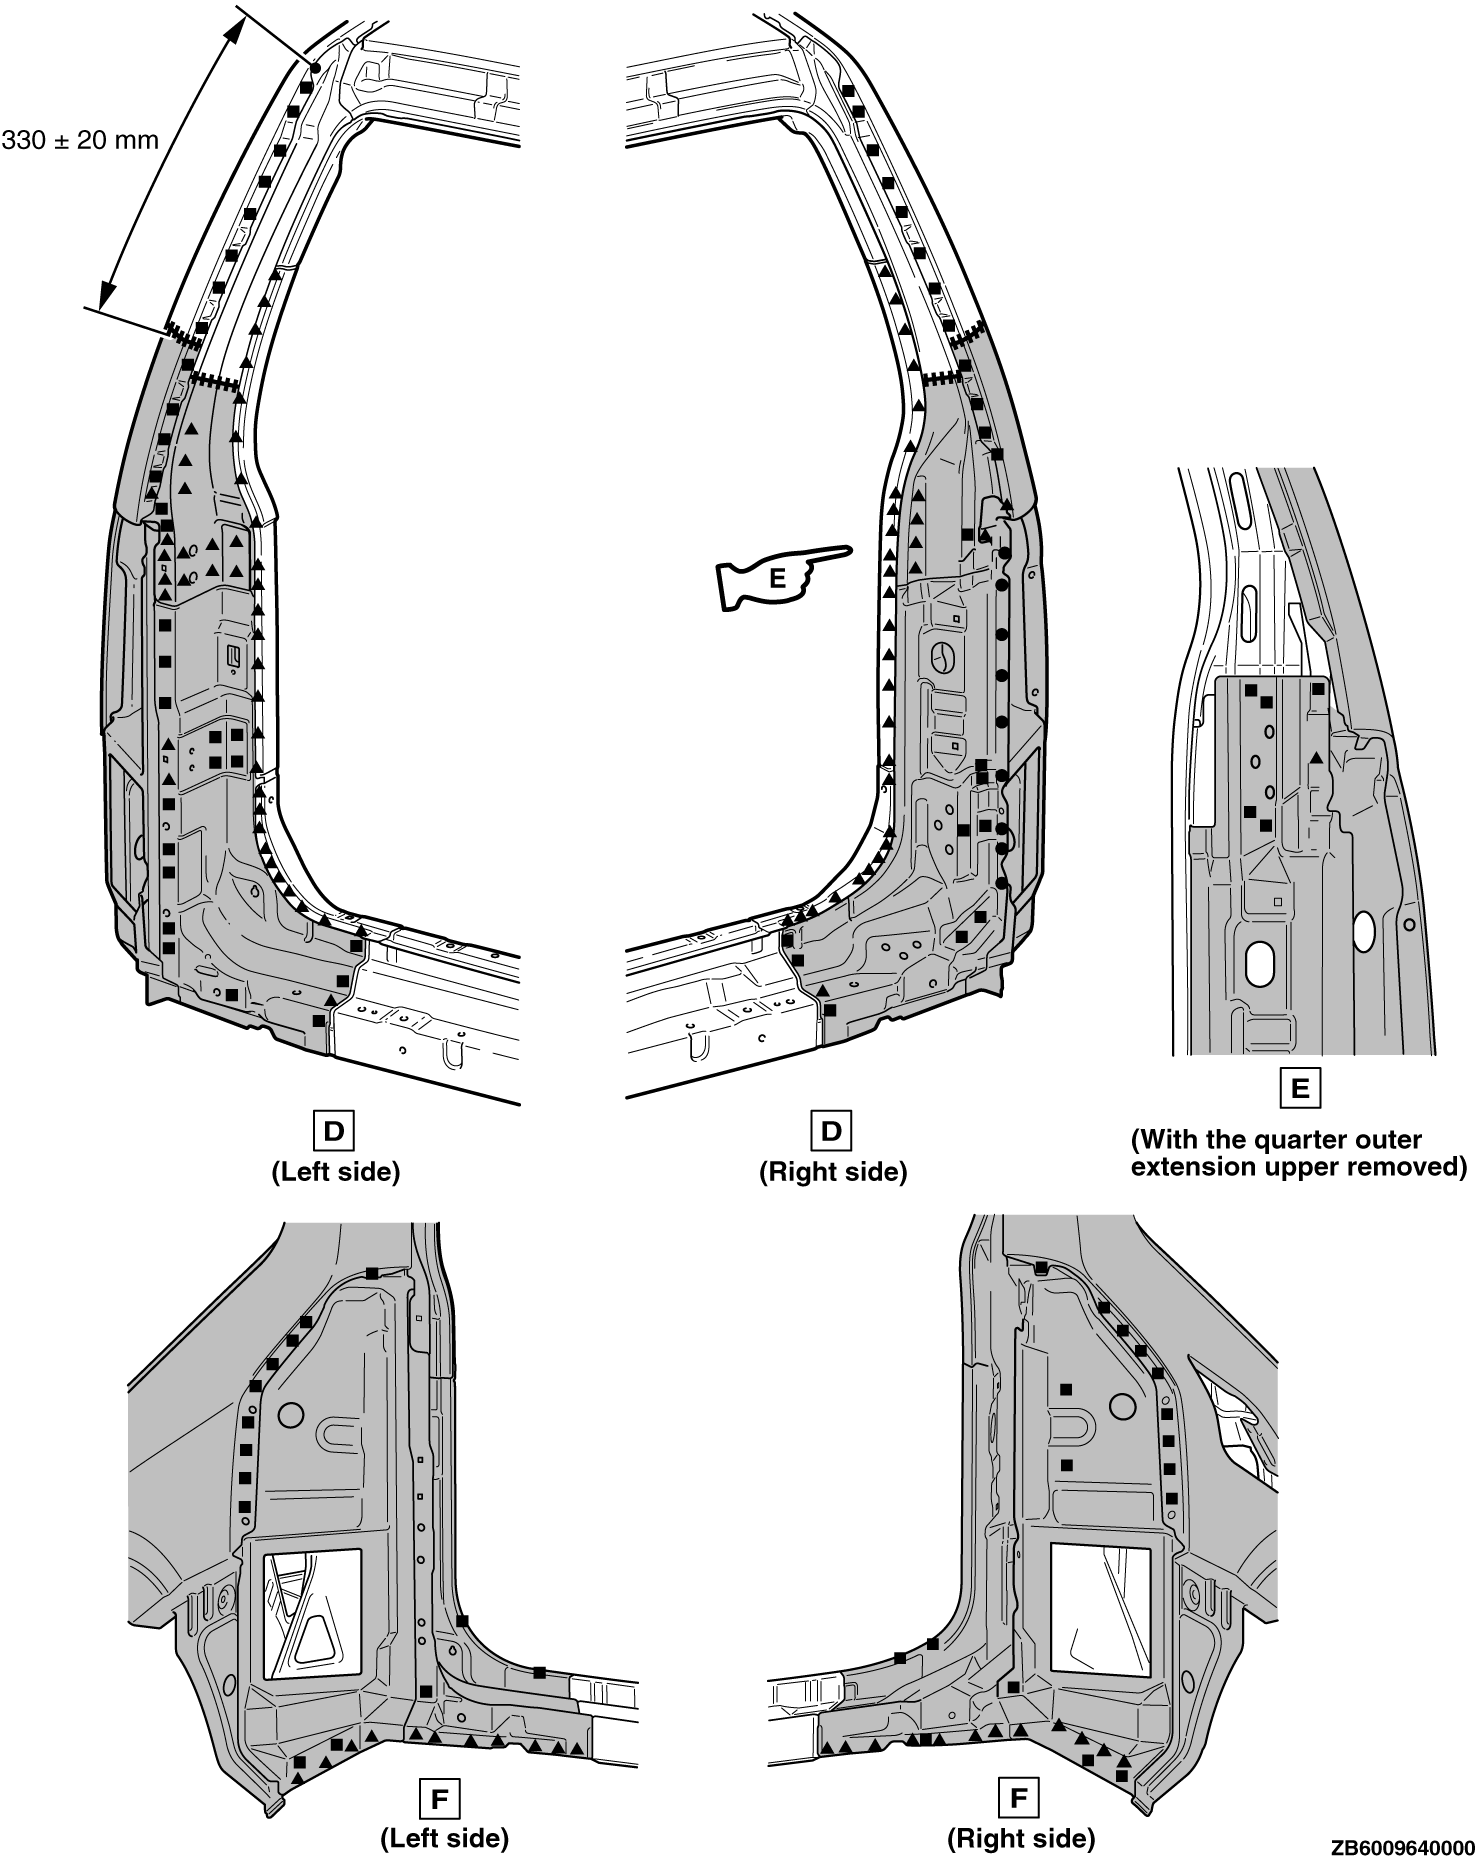 330 ± 20 mm
E
D
(Left side)
D
(Right side)
E
(With the quarter outer
extension upper removed)
F
(Left side)
F
(Right side)
ZB6009640000